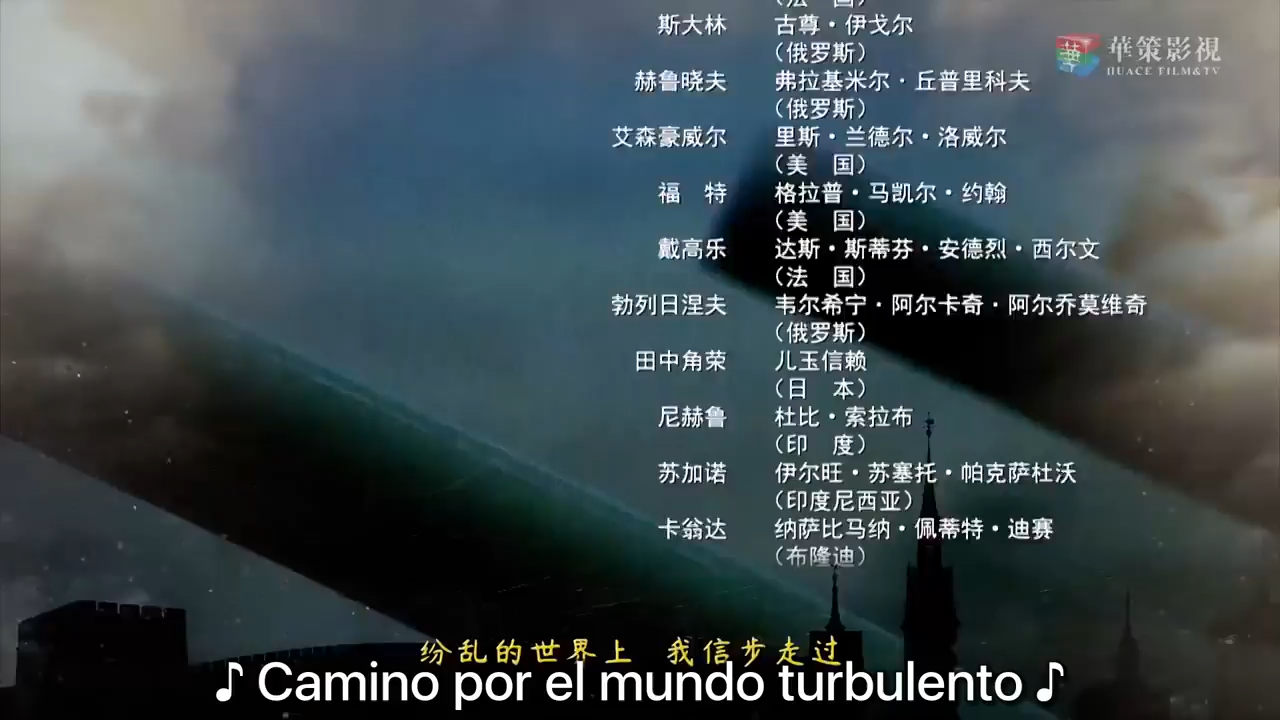 （法　国）
斯大林　古尊·伊戈尔
（俄罗斯）
赫鲁晓夫　弗拉基米尔·丘普里科夫
（俄罗斯）
艾森豪威尔　里斯·兰德尔·洛威尔
（美　国）
福　特　格拉普·马凯尔·约翰
（美　国）
戴高乐　达斯·斯蒂芬·安德烈·西尔文
（法　国）
勃列日涅夫　韦尔希宁·阿尔卡奇·阿尔乔莫维奇
（俄罗斯）
田中角荣　儿玉信赖
（日　本）
尼赫鲁　杜比·索拉布
（印　度）
苏加诺　伊尔旺·苏塞托·帕克萨杜沃
（印度尼西亚）
卡翁达　纳萨比马纳·佩蒂特·迪赛
（布隆迪）
華
華策影視
HUACE FILM&TV
纷乱的世界上　我信步走过
♪ Camino por el mundo turbulento ♪